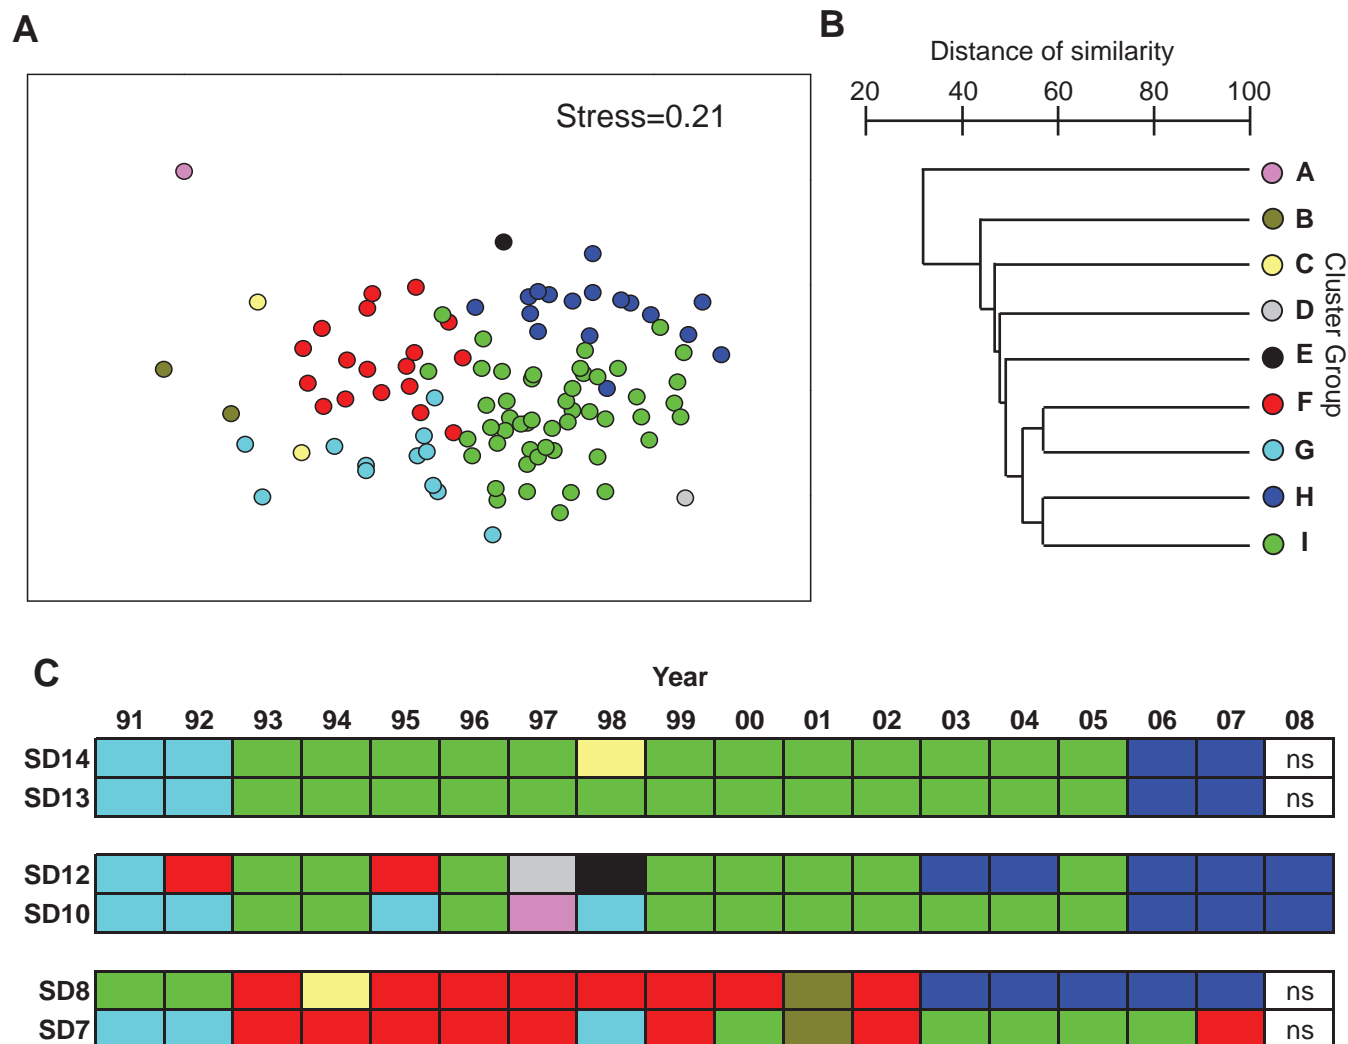 A
Stress=0.21
B
Distance of similarity
20 40 60 80 100
A
B
C
D
E
F
G
H
I
Cluster Group
C
Year
91 92 93 94 95 96 97 98 99 00 01 02 03 04 05 06 07 08
SD14 ns
SD13 ns
SD12
SD10
SD8 ns
SD7 ns